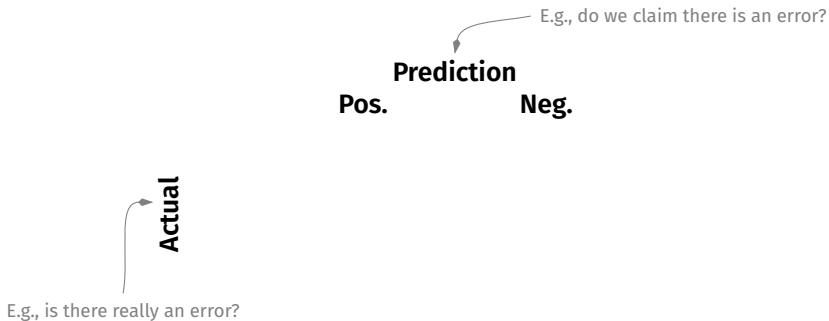 E.g., do we claim there is an error?
Prediction
Pos. Neg.
Actual
E.g., is there really an error?